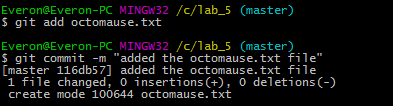 Everon@Everon-PC MINGW32 /c/lab_5 (master)
$ git add octomause.txt
Everon@Everon-PC MINGW32 /c/lab_5 (master)
$ git commit -m "added the octomause.txt file"
[master 116db57] added the octomause.txt file
1 file changed, 0 insertions(+), 0 deletions(-)
create mode 100644 octomause.txt